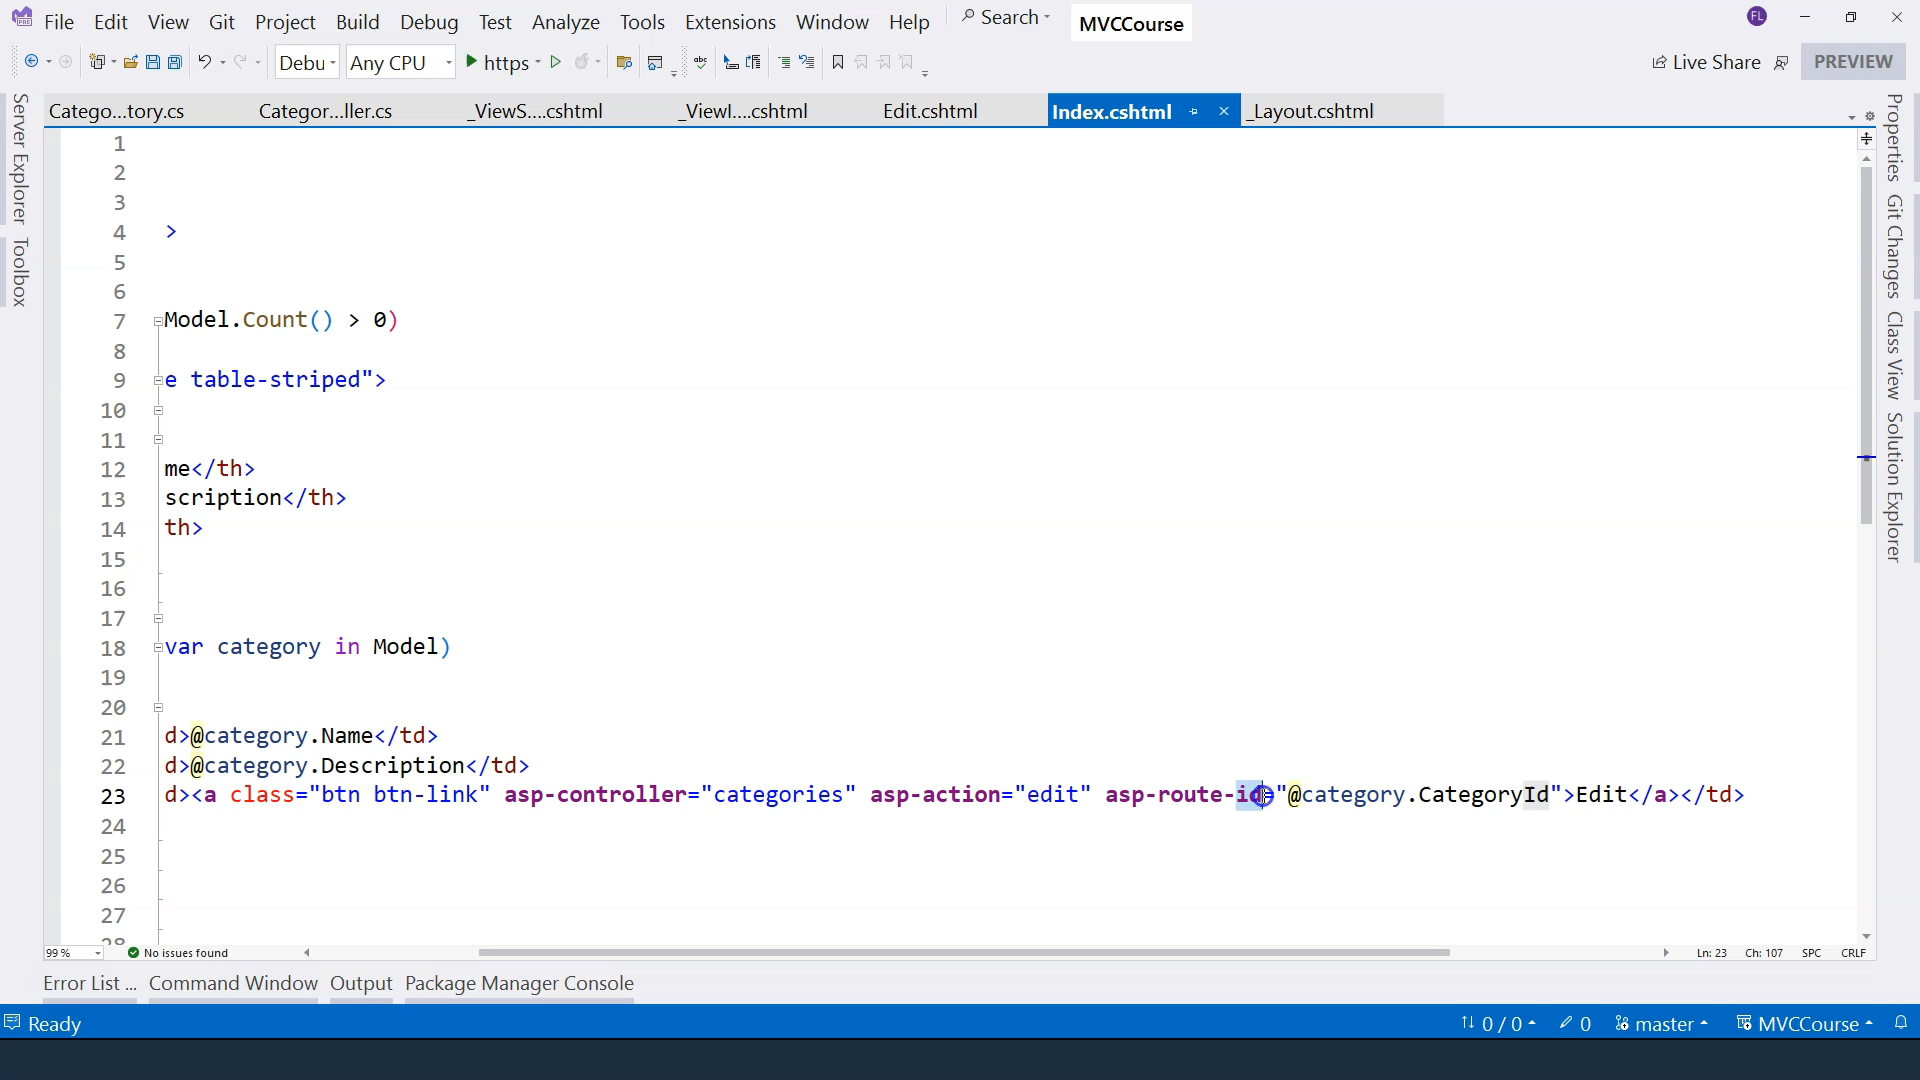 File Edit View Git Project Build Debug Test Analyze Tools Extensions Window Help Search MVCCourse FL
Debu Any CPU https abc Live Share PREVIEW
Catego...tory.cs Categor...ller.cs _ViewS....cshtml _ViewI....cshtml Edit.cshtml Index.cshtml _Layout.cshtml
Server Explorer
Toolbox
1
2
3
4 >
5
6
7 Model.Count() > 0)
8
9 e table-striped">
10
11
12 me</th>
13 scription</th>
14 th>
15
16
17
18 var category in Model)
19
20
21 d>@category.Name</td>
22 d>@category.Description</td>
23 d><a class="btn btn-link" asp-controller="categories" asp-action="edit" asp-route-id="@category.CategoryId">Edit</a></td>
24
25
26
27
28
Properties
Git Changes
Class View
Solution Explorer
99 % No issues found Ln: 23 Ch: 107 SPC CRLF
Error List ... Command Window Output Package Manager Console
Ready 0 / 0 0 master MVCCourse